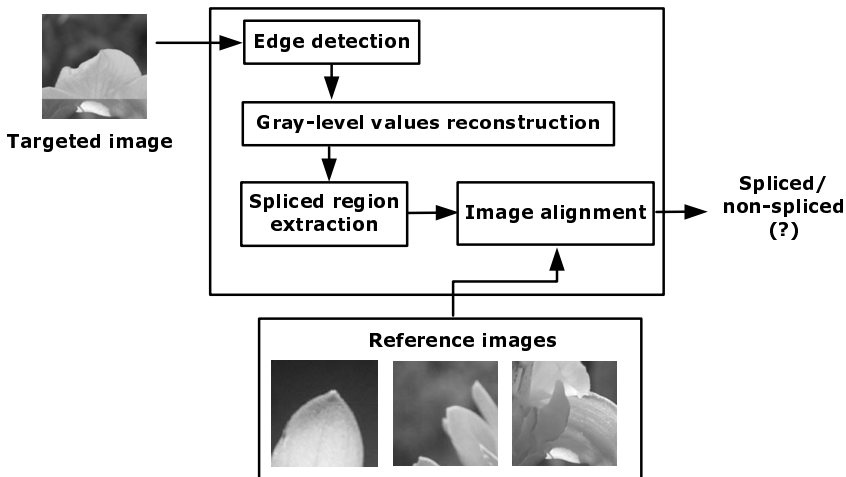 Edge detection
Targeted image
Gray-level values reconstruction
Spliced region
extraction
Image alignment
Spliced/
non-spliced
(?)
Reference images